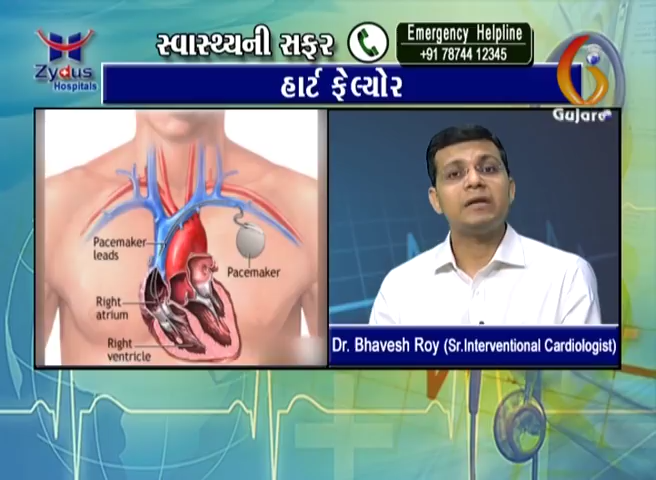 સ્વાસ્થ્યની સફર
Emergency Helpline
+91 78744 12345
Zydus
Hospitals
હાર્ટ ફેલ્યોર
Gujarat
Pacemaker
leads
Pacemaker
Right
atrium
Right
ventricle
Dr. Bhavesh Roy (Sr.Interventional Cardiologist)